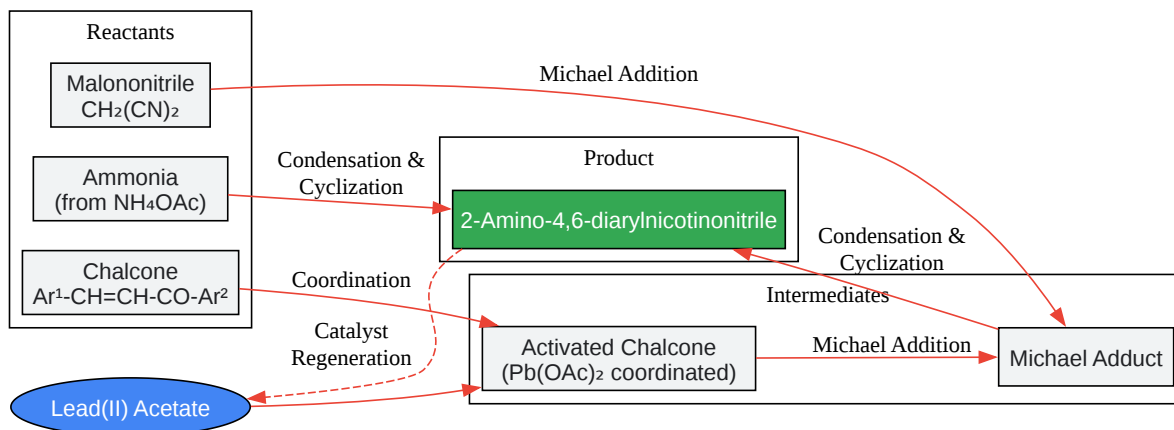 Reactants
Malononitrile
CH₂(CN)₂
Michael Addition
Ammonia
(from NH₄OAc)
Condensation &
Cyclization
Product
2-Amino-4,6-diarylnicotinonitrile
Chalcone
Ar¹-CH=CH-CO-Ar²
Coordination
Condensation &
Cyclization
Intermediates
Catalyst
Regeneration
Activated Chalcone
(Pb(OAc)₂ coordinated)
Michael Addition
Michael Adduct
Lead(II) Acetate